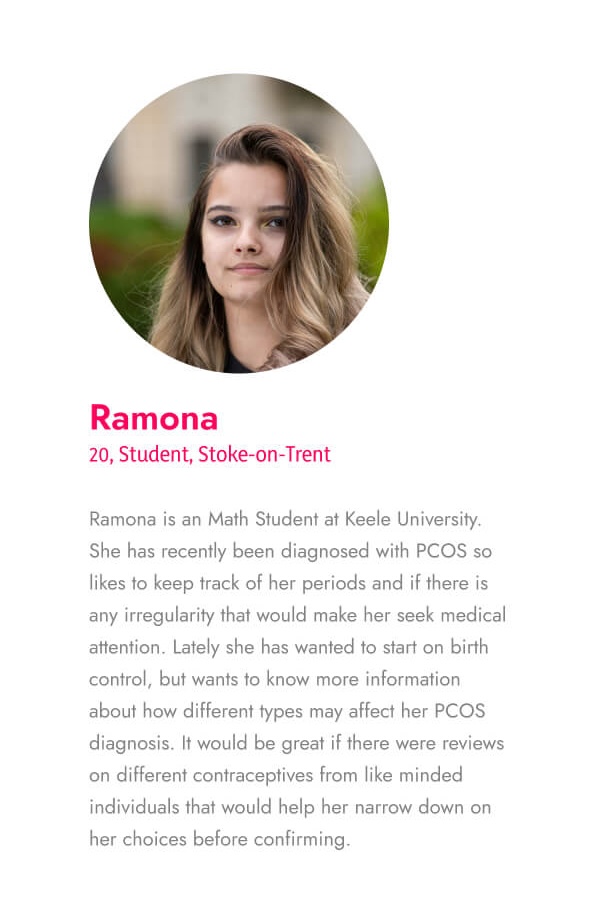 Ramona
20, Student, Stoke-on-Trent
Ramona is an Math Student at Keele University.
She has recently been diagnosed with PCOS so
likes to keep track of her periods and if there is
any irregularity that would make her seek medical
attention. Lately she has wanted to start on birth
control, but wants to know more information
about how different types may affect her PCOS
diagnosis. It would be great if there were reviews
on different contraceptives from like minded
individuals that would help her narrow down on
her choices before confirming.